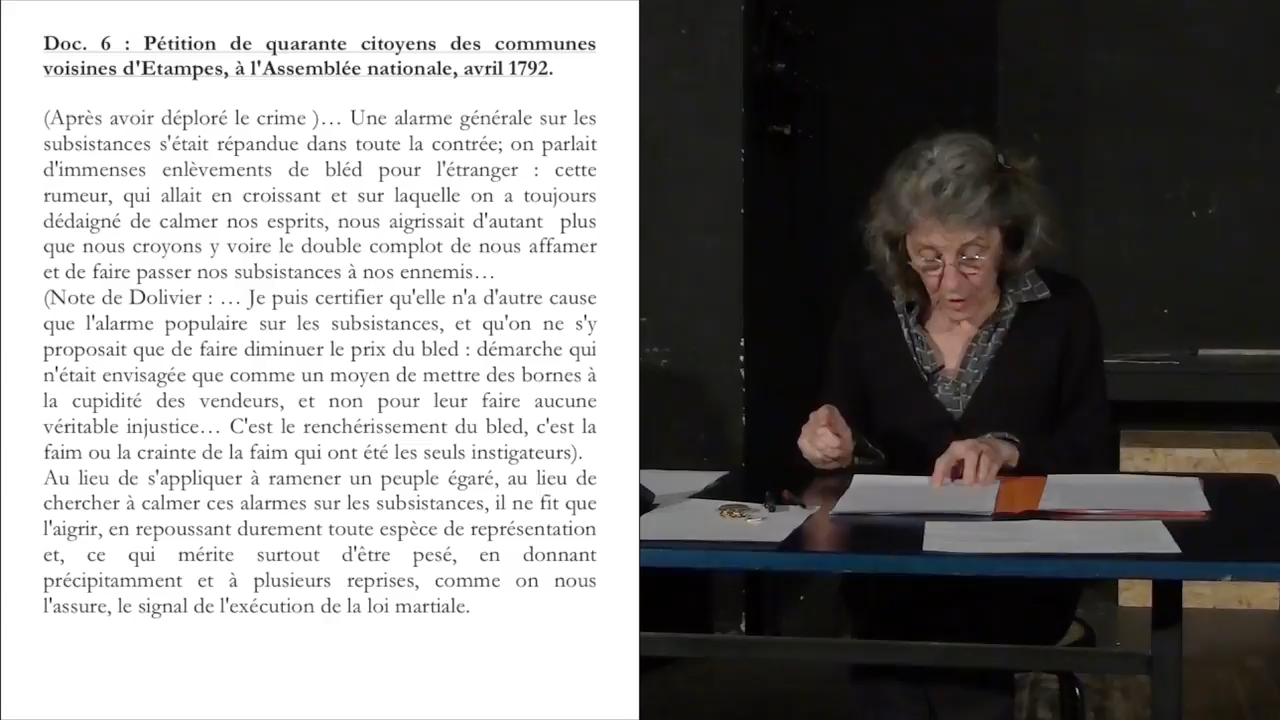 Doc. 6 : Pétition de quarante citoyens des communes
voisines d'Etampes, à l'Assemblée nationale, avril 1792.
(Après avoir déploré le crime )… Une alarme générale sur les
subsistances s'était répandue dans toute la contrée; on parlait
d'immenses enlèvements de bléd pour l'étranger : cette
rumeur, qui allait en croissant et sur laquelle on a toujours
dédaigné de calmer nos esprits, nous aigrissait d'autant plus
que nous croyons y voire le double complot de nous affamer
et de faire passer nos subsistances à nos ennemis…
(Note de Dolivier : … Je puis certifier qu'elle n'a d'autre cause
que l'alarme populaire sur les subsistances, et qu'on ne s'y
proposait que de faire diminuer le prix du bled : démarche qui
n'était envisagée que comme un moyen de mettre des bornes à
la cupidité des vendeurs, et non pour leur faire aucune
véritable injustice… C'est le renchérissement du bled, c'est la
faim ou la crainte de la faim qui ont été les seuls instigateurs).
Au lieu de s'appliquer à ramener un peuple égaré, au lieu de
chercher à calmer ces alarmes sur les subsistances, il ne fit que
l'aigrir, en repoussant durement toute espèce de représentation
et, ce qui mérite surtout d'être pesé, en donnant
précipitamment et à plusieurs reprises, comme on nous
l'assure, le signal de l'exécution de la loi martiale.